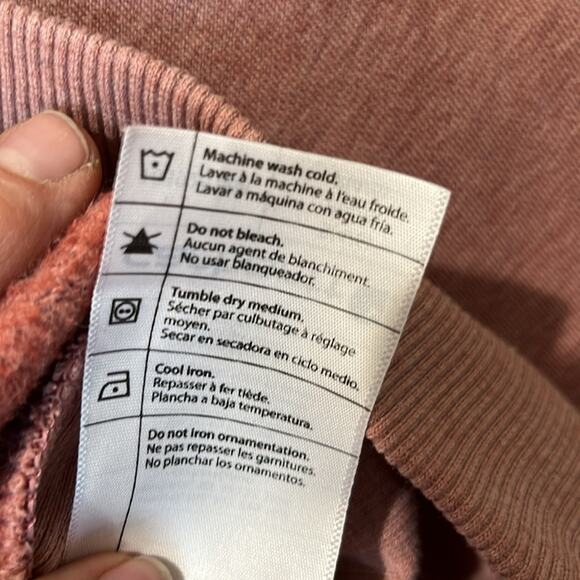 Machine wash cold.
Laver à la machine à l'eau froide.
Lavar a máquina con agua fría.
Do not bleach.
Aucun agent de blanchiment.
No usar blanqueador.
Tumble dry medium.
Sécher par culbutage à réglage
moyen.
Secar en secadora en ciclo medio.
Cool iron.
Repasser à fer tiède.
Plancha a baja temperatura.
Do not iron ornamentation.
Ne pas repasser les garnitures.
No planchar los ornamentos.